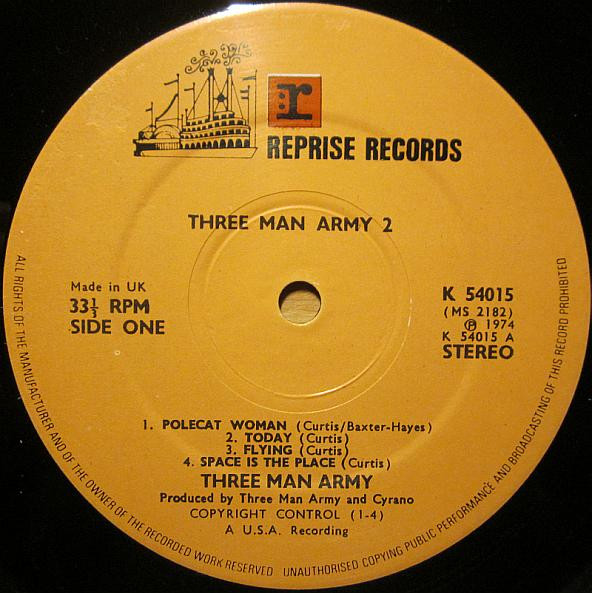 :r
REPRISE RECORDS
THREE MAN ARMY 2
Made in UK
33⅓ RPM
SIDE ONE
K 54015
(MS 2182)
℗ 1974
K 54015 A
STEREO
1. POLECAT WOMAN (Curtis/Baxter-Hayes)
2. TODAY (Curtis)
3. FLYING (Curtis)
4. SPACE IS THE PLACE (Curtis)
THREE MAN ARMY
Produced by Three Man Army and Cyrano
COPYRIGHT CONTROL (1-4)
A U.S.A. Recording
ALL RIGHTS OF THE MANUFACTURER AND OF THE OWNER OF THE RECORDED WORK RESERVED UNAUTHORISED COPYING PUBLIC PERFORMANCE AND BROADCASTING OF THIS RECORD PROHIBITED